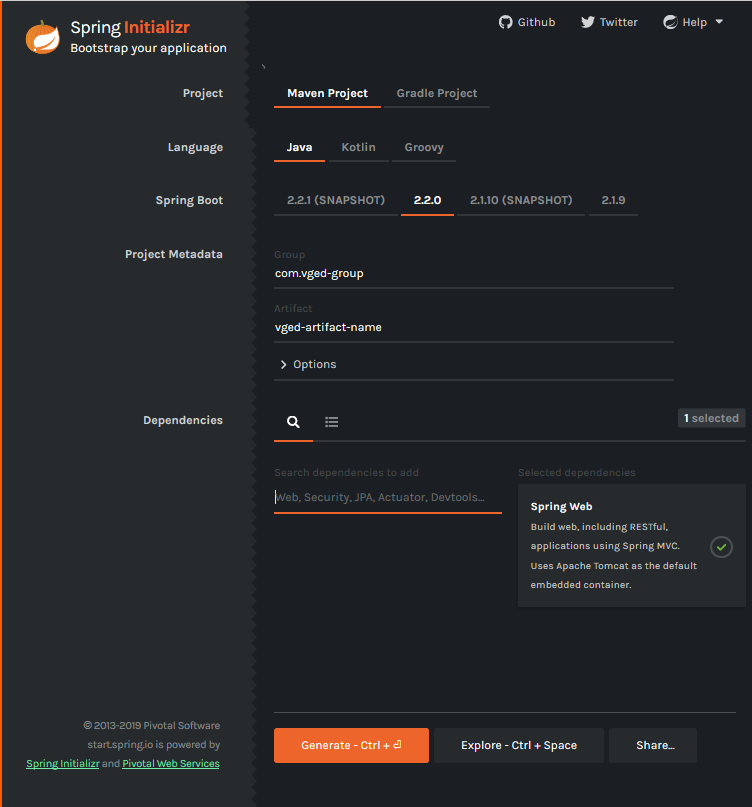 Spring Initializr
Bootstrap your application
Github
Twitter
Help
Project
Maven Project
Gradle Project
Language
Java
Kotlin
Groovy
Spring Boot
2.2.1 (SNAPSHOT)
2.2.0
2.1.10 (SNAPSHOT)
2.1.9
Project Metadata
Group
com.vged-group
Artifact
vged-artifact-name
Options
Dependencies
1 selected
Search dependencies to add
Web, Security, JPA, Actuator, Devtools...
Selected dependencies
Spring Web
Build web, including RESTful,
applications using Spring MVC.
Uses Apache Tomcat as the default
embedded container.
© 2013-2019 Pivotal Software
start.spring.io is powered by
Spring Initializr and Pivotal Web Services
Generate - Ctrl + ⏎
Explore - Ctrl + Space
Share...